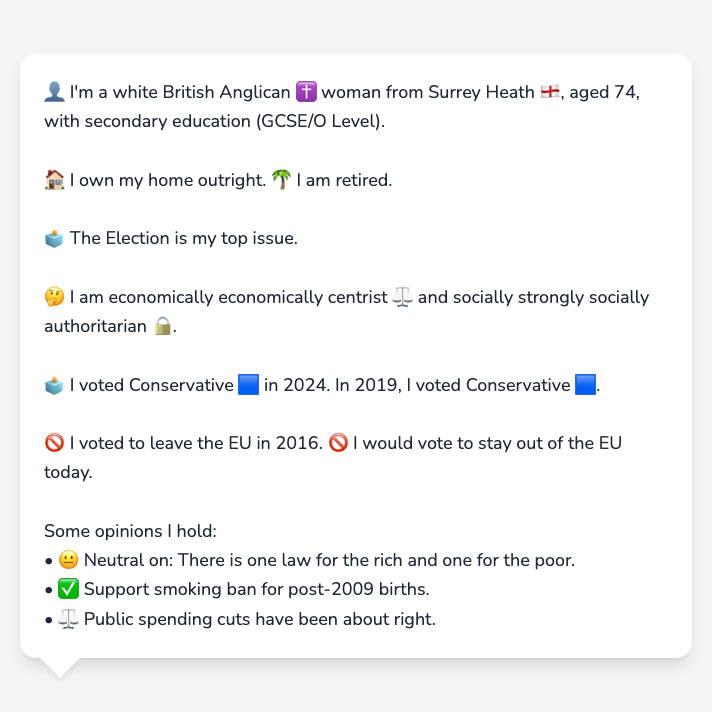 👤 I'm a white British Anglican ✝️ woman from Surrey Heath 🏴󠁧󠁢󠁥󠁮󠁧󠁿, aged 74,
with secondary education (GCSE/O Level).
🏠 I own my home outright. 🌴 I am retired.
🗳️ The Election is my top issue.
🤔 I am economically economically centrist ⚖️ and socially strongly socially
authoritarian 🔒.
🗳️ I voted Conservative 🟦 in 2024. In 2019, I voted Conservative 🟦.
🚫 I voted to leave the EU in 2016. 🚫 I would vote to stay out of the EU
today.
Some opinions I hold:
• 😐 Neutral on: There is one law for the rich and one for the poor.
• ✅ Support smoking ban for post-2009 births.
• ⚖️ Public spending cuts have been about right.